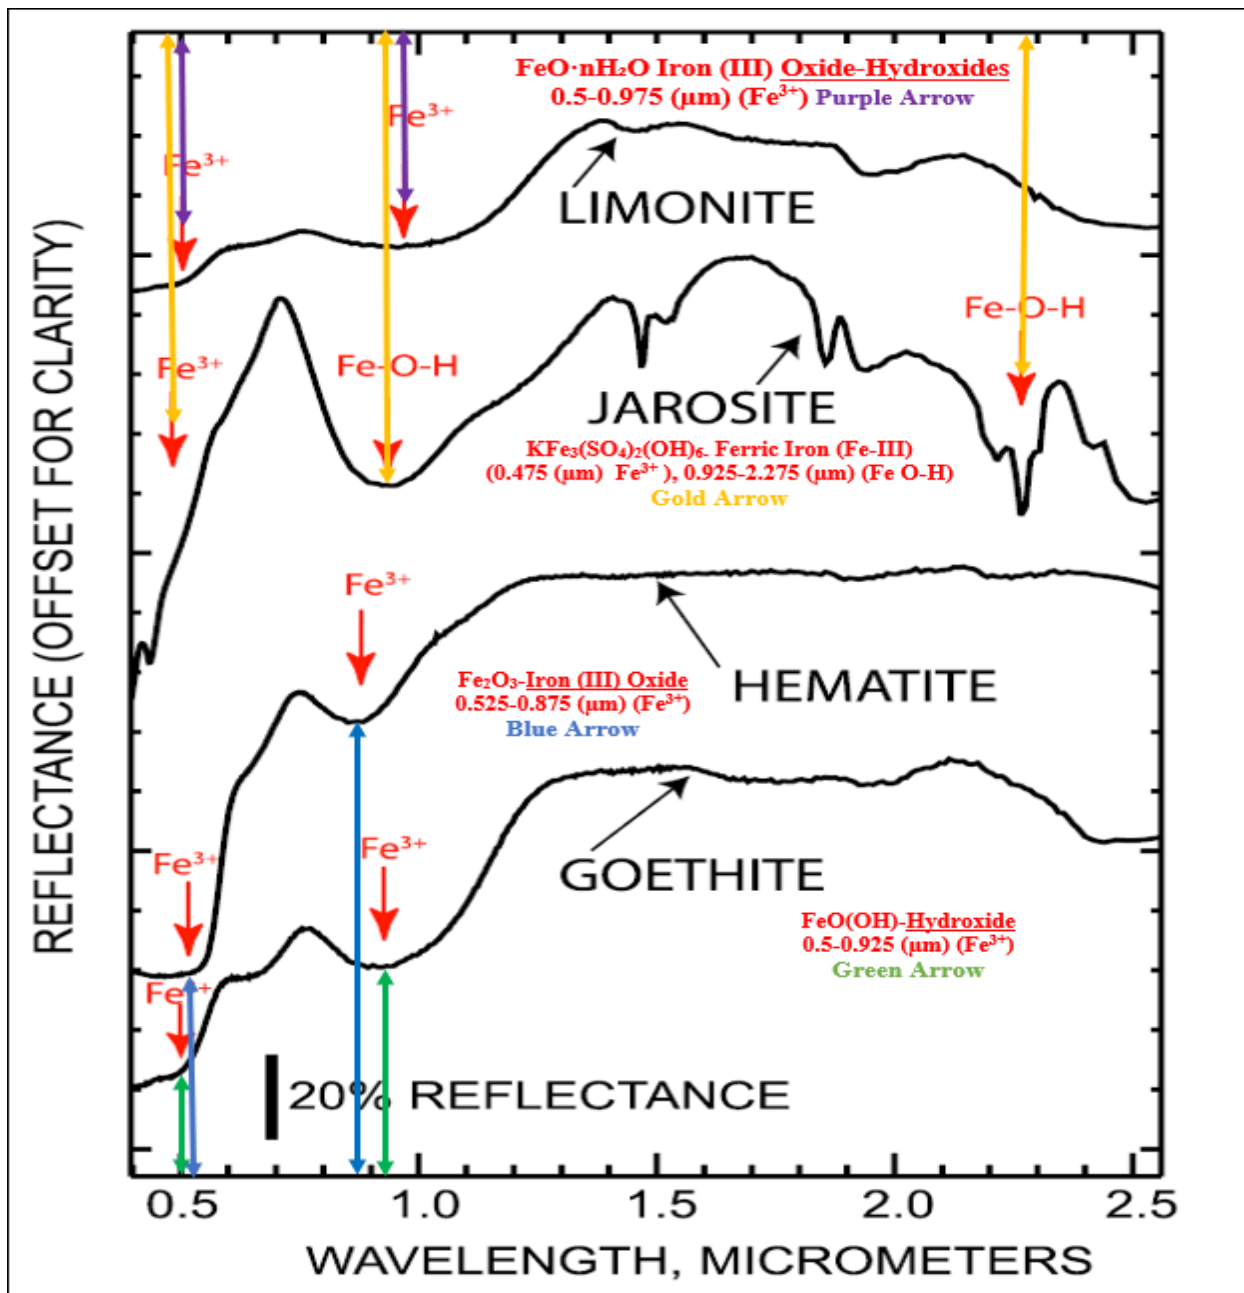 FeO·nH₂O Iron (III) Oxide-Hydroxides
0.5-0.975 (µm) (Fe³⁺) Purple Arrow
Fe³⁺
Fe³⁺
LIMONITE
Fe-O-H
Fe³⁺
Fe-O-H
JAROSITE
KFe₃(SO₄)₂(OH)₆- Ferric Iron (Fe-III)
(0.475 (µm) Fe³⁺ ), 0.925-2.275 (µm) (Fe O-H)
Gold Arrow
Fe³⁺
HEMATITE
Fe₂O₃-Iron (III) Oxide
0.525-0.875 (µm) (Fe³⁺)
Blue Arrow
Fe³⁺
Fe³⁺
GOETHITE
FeO(OH)-Hydroxide
0.5-0.925 (µm) (Fe³⁺)
Green Arrow
Fe³⁺
20% REFLECTANCE
REFLECTANCE (OFFSET FOR CLARITY)
0.5 1.0 1.5 2.0 2.5
WAVELENGTH, MICROMETERS